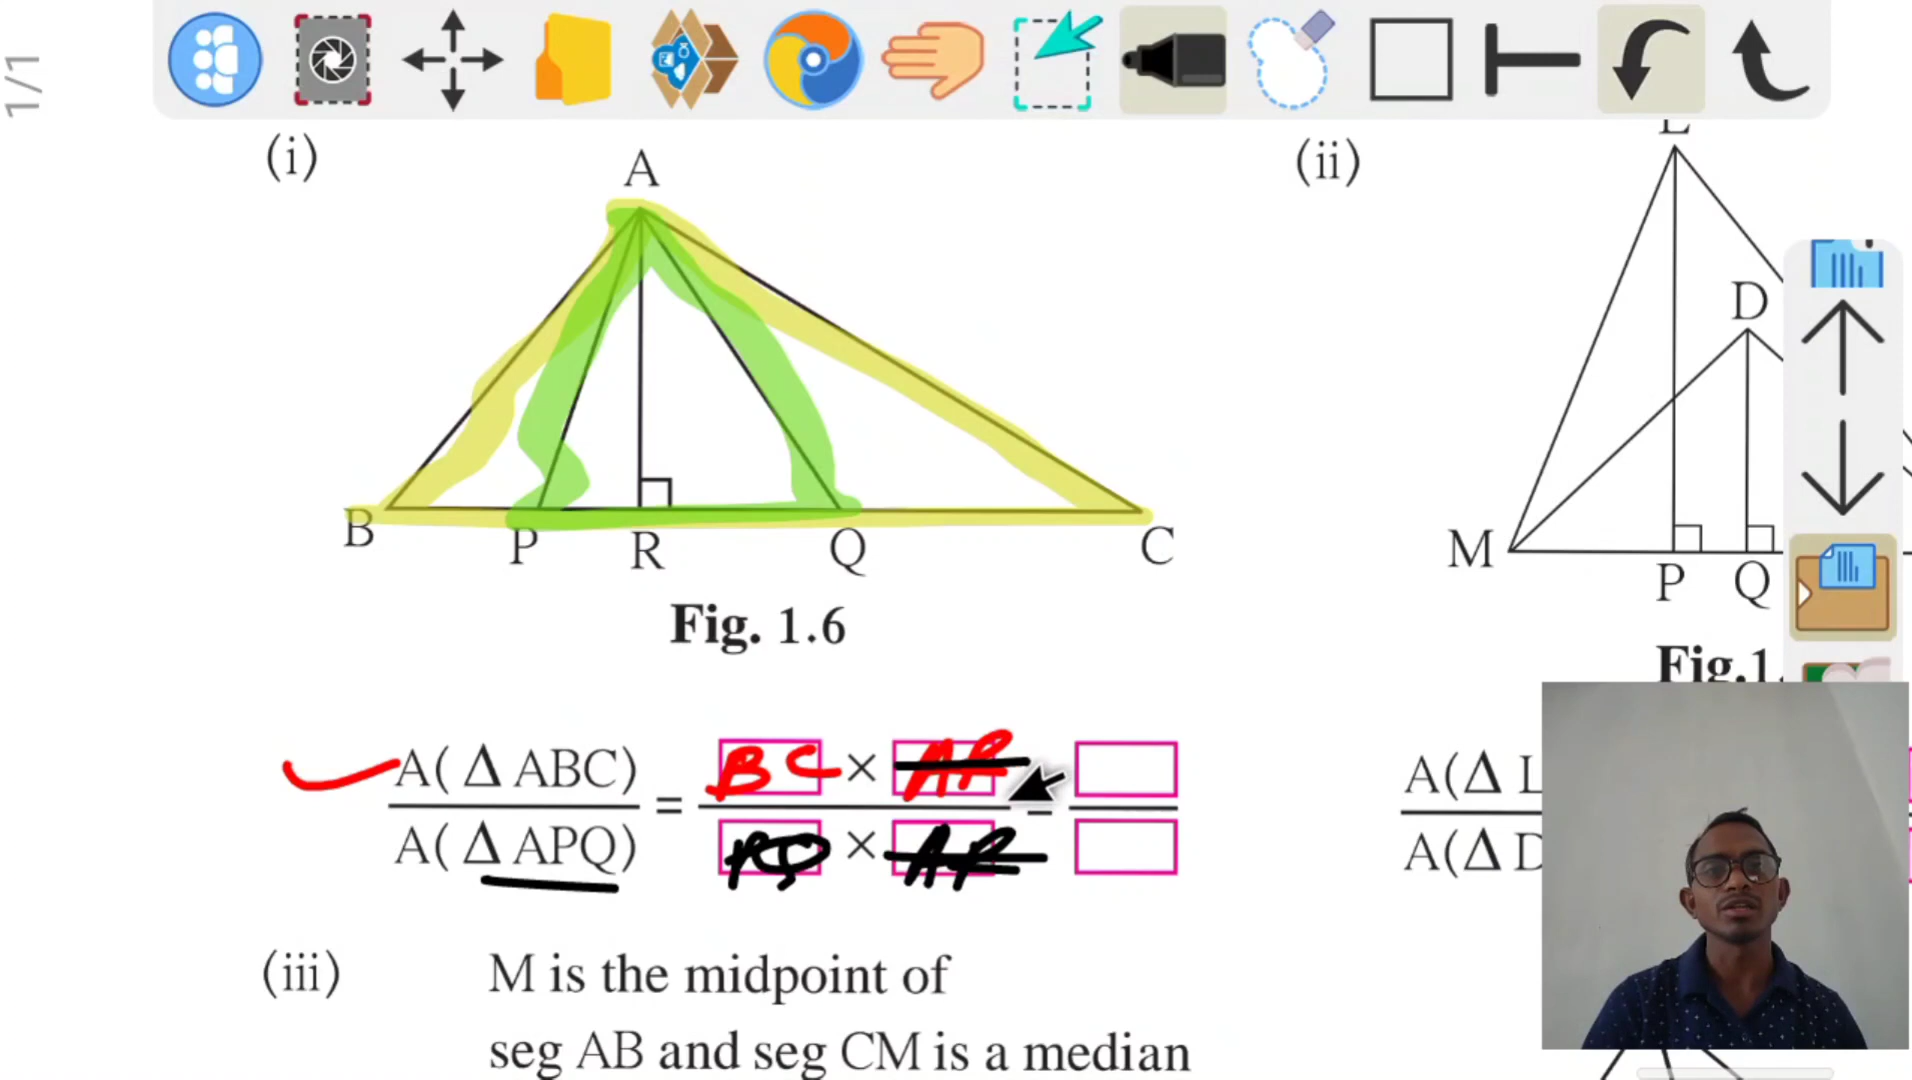 1/1
(i)
(ii)
A
L
D
B
P
R
Q
C
M
P
Q
Fig. 1.6
Fig.1.
A( Δ ABC)
A( Δ APQ)
=
BC × AR
PQ × AR
=
A(Δ L
A(Δ D
(iii)
M is the midpoint of
seg AB and seg CM is a median